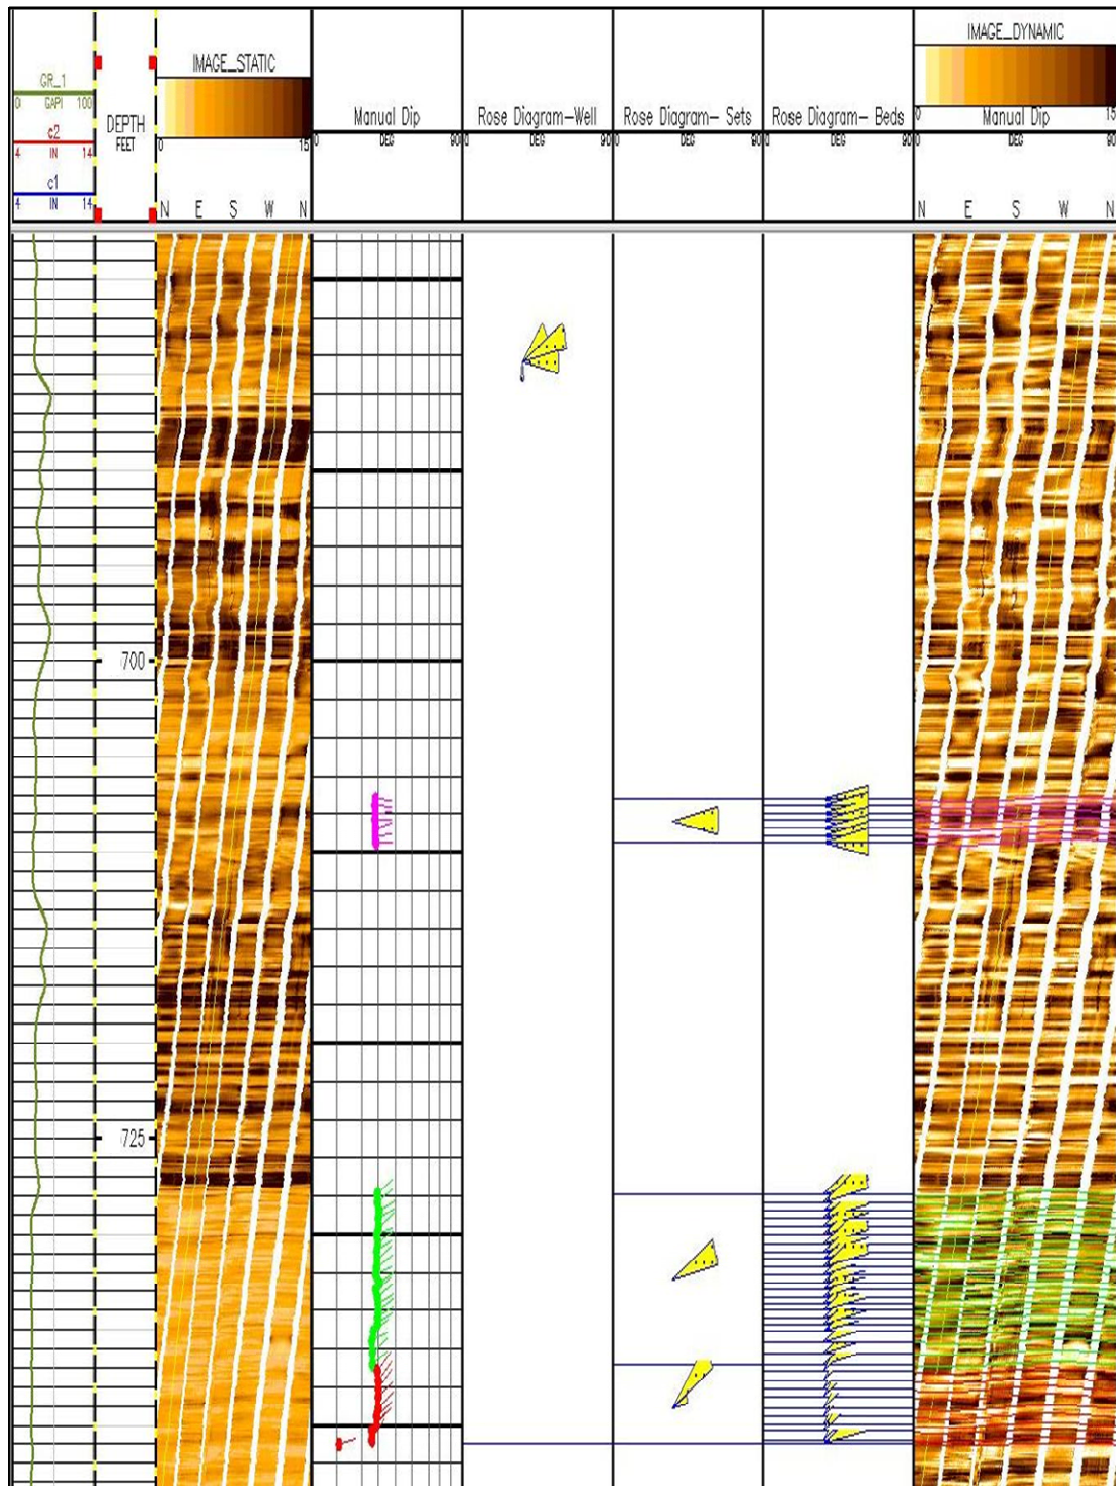 GR_1
0 GAPI 100
c2
4 IN 14
c1
4 IN 14
DEPTH
FEET
IMAGE_STATIC
0 15
N E S W N
Manual Dip
0 DEG 90
Rose Diagram-Well
0 DEG 90
Rose Diagram- Sets
0 DEG 90
Rose Diagram- Beds
0 DEG 90
IMAGE_DYNAMIC
0 15
Manual Dip
0 DEG 90
N E S W N
700
725